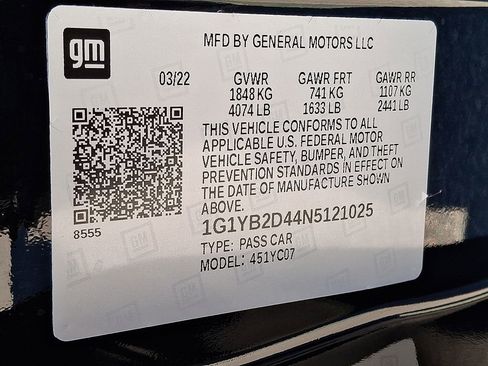 gm
MFD BY GENERAL MOTORS LLC
03/22 GVWR GAWR FRT GAWR RR
1848 KG 741 KG 1107 KG
4074 LB 1633 LB 2441 LB
THIS VEHICLE CONFORMS TO ALL
APPLICABLE U.S. FEDERAL MOTOR
VEHICLE SAFETY, BUMPER, AND THEFT
PREVENTION STANDARDS IN EFFECT ON
THE DATE OF MANUFACTURE SHOWN
ABOVE.
8555
1G1YB2D44N5121025
TYPE: PASS CAR
MODEL: 451YC07